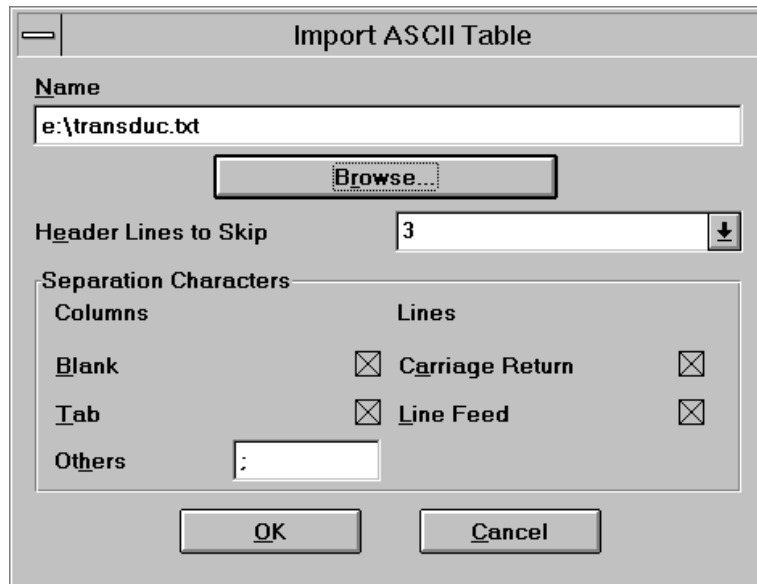 Import ASCII Table
Name
e:\transduc.txt
Browse...
Header Lines to Skip 3
Separation Characters
Columns Lines
Blank Carriage Return
Tab Line Feed
Others ;
OK Cancel